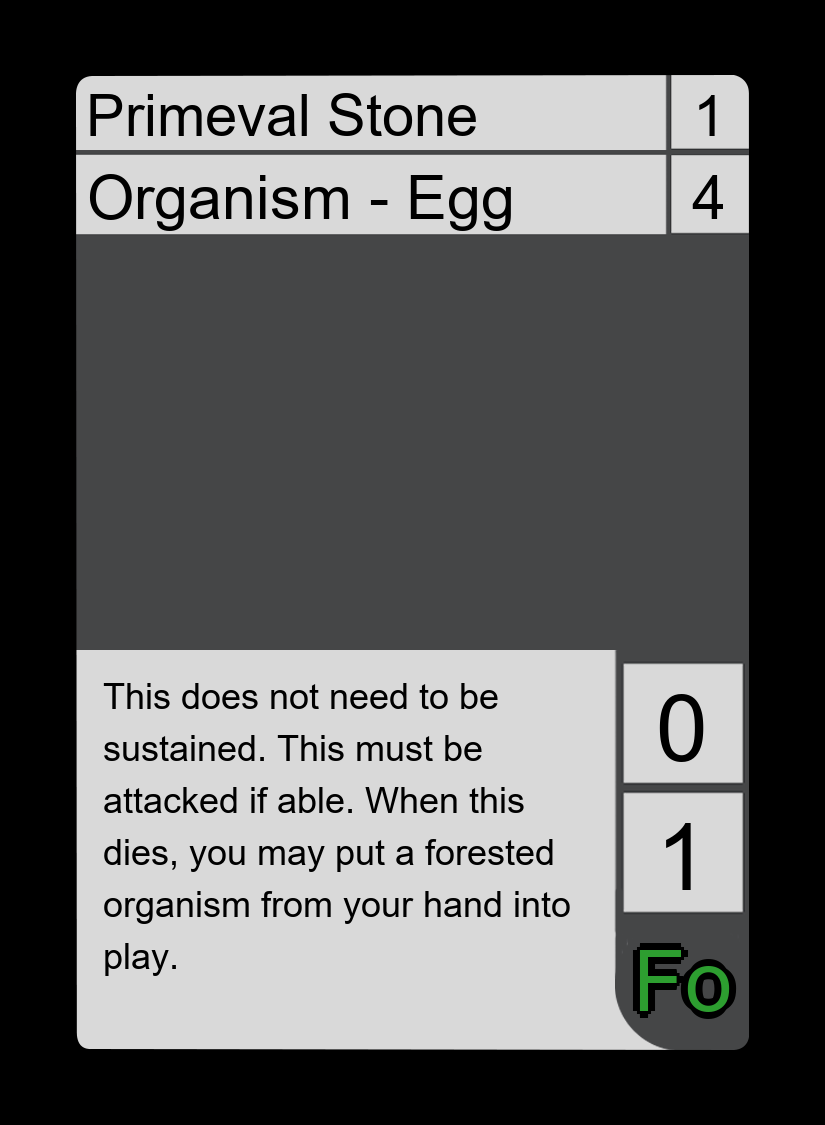 Primeval Stone 1
Organism - Egg 4
This does not need to be
sustained. This must be
attacked if able. When this
dies, you may put a forested
organism from your hand into
play.
0
1
Fo